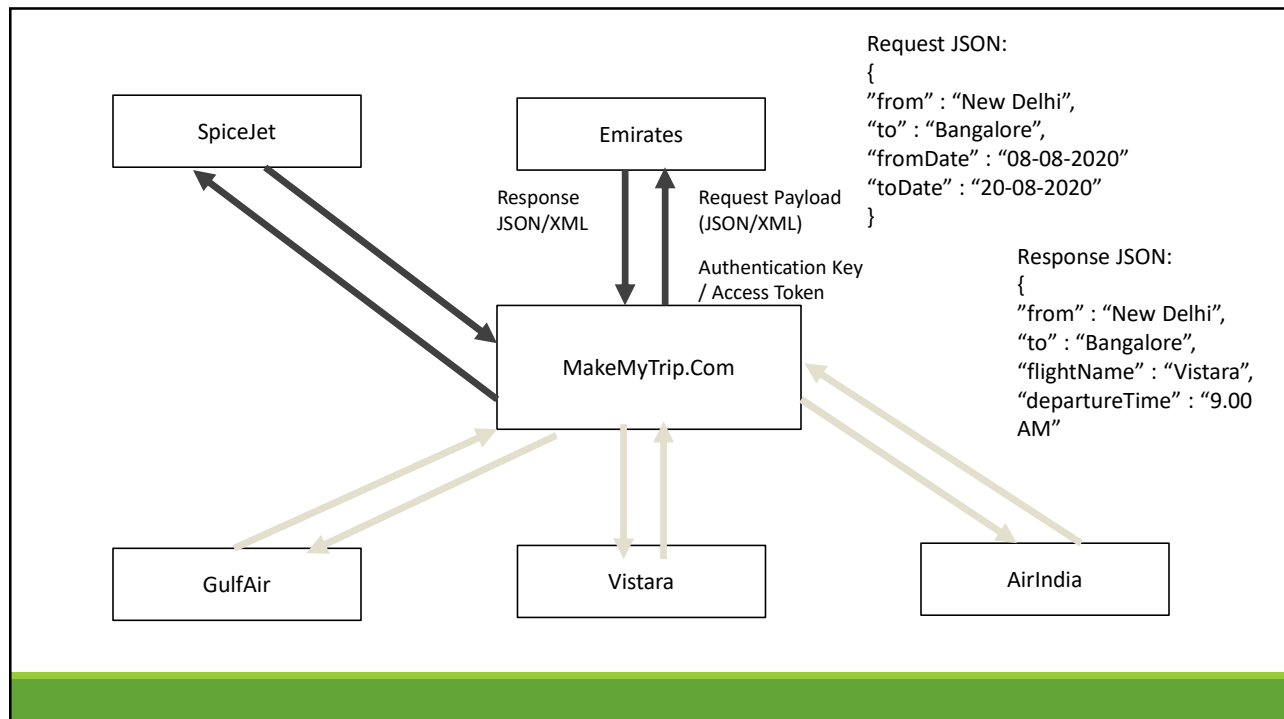 Request JSON:
{
”from” : “New Delhi”,
“to” : “Bangalore”,
“fromDate” : “08-08-2020”
“toDate” : “20-08-2020”
}
SpiceJet
Emirates
Response
JSON/XML
Request Payload
(JSON/XML)
Authentication Key
/ Access Token
Response JSON:
{
”from” : “New Delhi”,
“to” : “Bangalore”,
“flightName” : “Vistara”,
“departureTime” : “9.00
AM”
MakeMyTrip.Com
GulfAir
Vistara
AirIndia